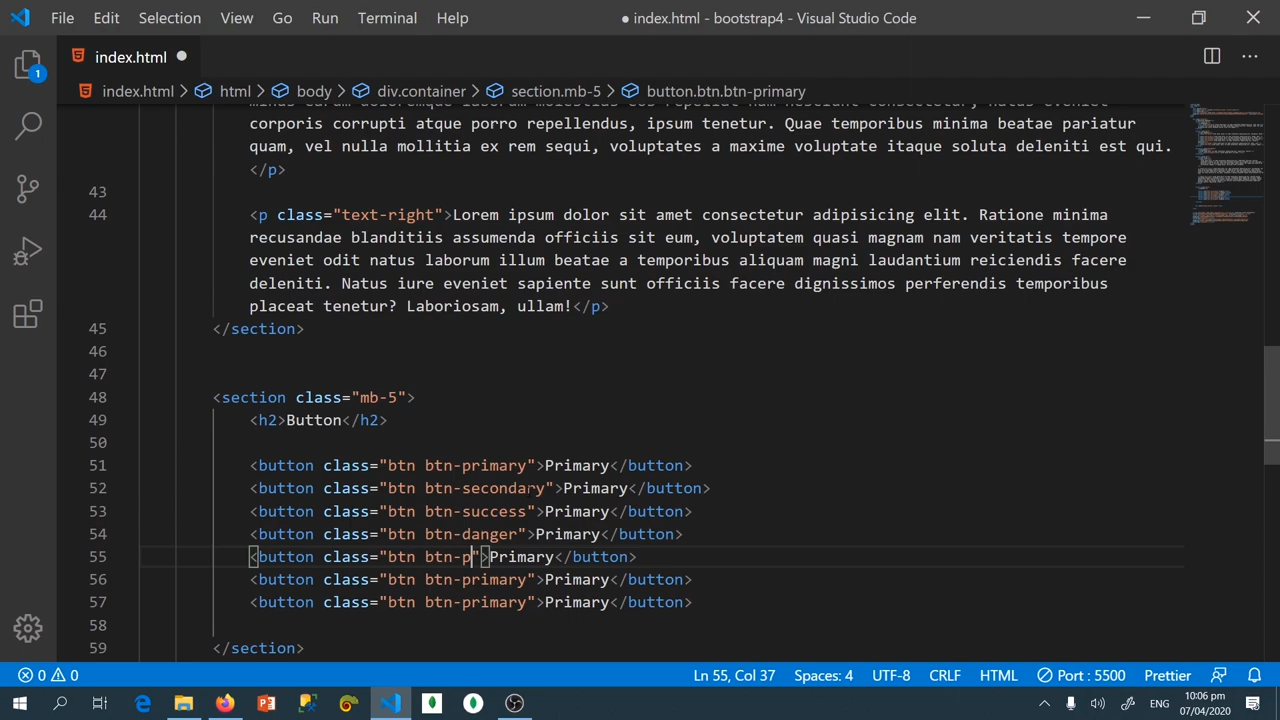 File Edit Selection View Go Run Terminal Help ● index.html - bootstrap4 - Visual Studio Code
index.html ●
index.html > html > body > div.container > section.mb-5 > button.btn.btn-primary
1
corporis corrupti atque porro repellendus, ipsum tenetur. Quae temporibus minima beatae pariatur
quam, vel nulla mollitia ex rem sequi, voluptates a maxime voluptate itaque soluta deleniti est qui.
</p>
43
44 <p class="text-right">Lorem ipsum dolor sit amet consectetur adipisicing elit. Ratione minima
recusandae blanditiis assumenda officiis sit eum, voluptatem quasi magnam nam veritatis tempore
eveniet odit natus laborum illum beatae a temporibus aliquam magni laudantium reiciendis facere
deleniti. Natus iure eveniet sapiente sunt officiis facere dignissimos perferendis temporibus
placeat tenetur? Laboriosam, ullam!</p>
45 </section>
46
47
48 <section class="mb-5">
49 <h2>Button</h2>
50
51 <button class="btn btn-primary">Primary</button>
52 <button class="btn btn-secondary">Primary</button>
53 <button class="btn btn-success">Primary</button>
54 <button class="btn btn-danger">Primary</button>
55 <button class="btn btn-p">Primary</button>
56 <button class="btn btn-primary">Primary</button>
57 <button class="btn btn-primary">Primary</button>
58
59 </section>
0 0 Ln 55, Col 37 Spaces: 4 UTF-8 CRLF HTML Port : 5500 Prettier
ENG 10:06 pm
07/04/2020